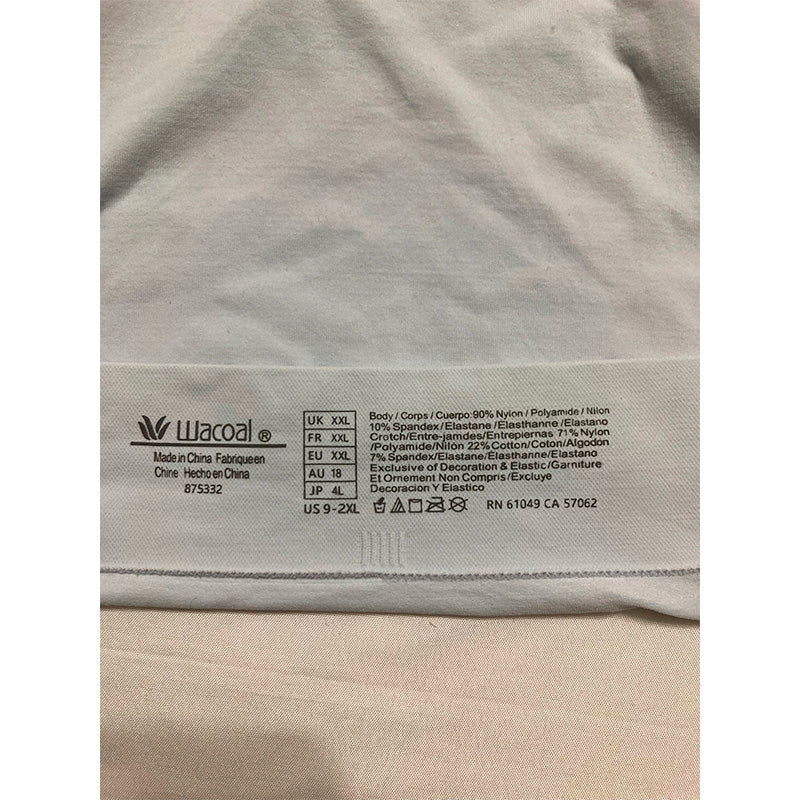 Wacoal ®
Made in China Fabrique en
Chine Hecho en China
875332
UK XXL
FR XXL
EU XXL
AU 18
JP 4L
US 9-2XL
Body / Corps / Cuerpo:90% Nylon / Polyamide / Nilon
10% Spandex/Elastane/Elasthanne/Elastano
Crotch/Entre-jamdes/Entrepiernas 71% Nylon
/Polyamide/Nilon 22%Cotton/Coton/Algodon
7% Spandex/Elastane/Elasthanne/Elastano
Exclusive of Decoration & Elastic/Garniture
Et Ornement Non Compris/Excluye
Decoracion Y Elastico
RN 61049 CA 57062